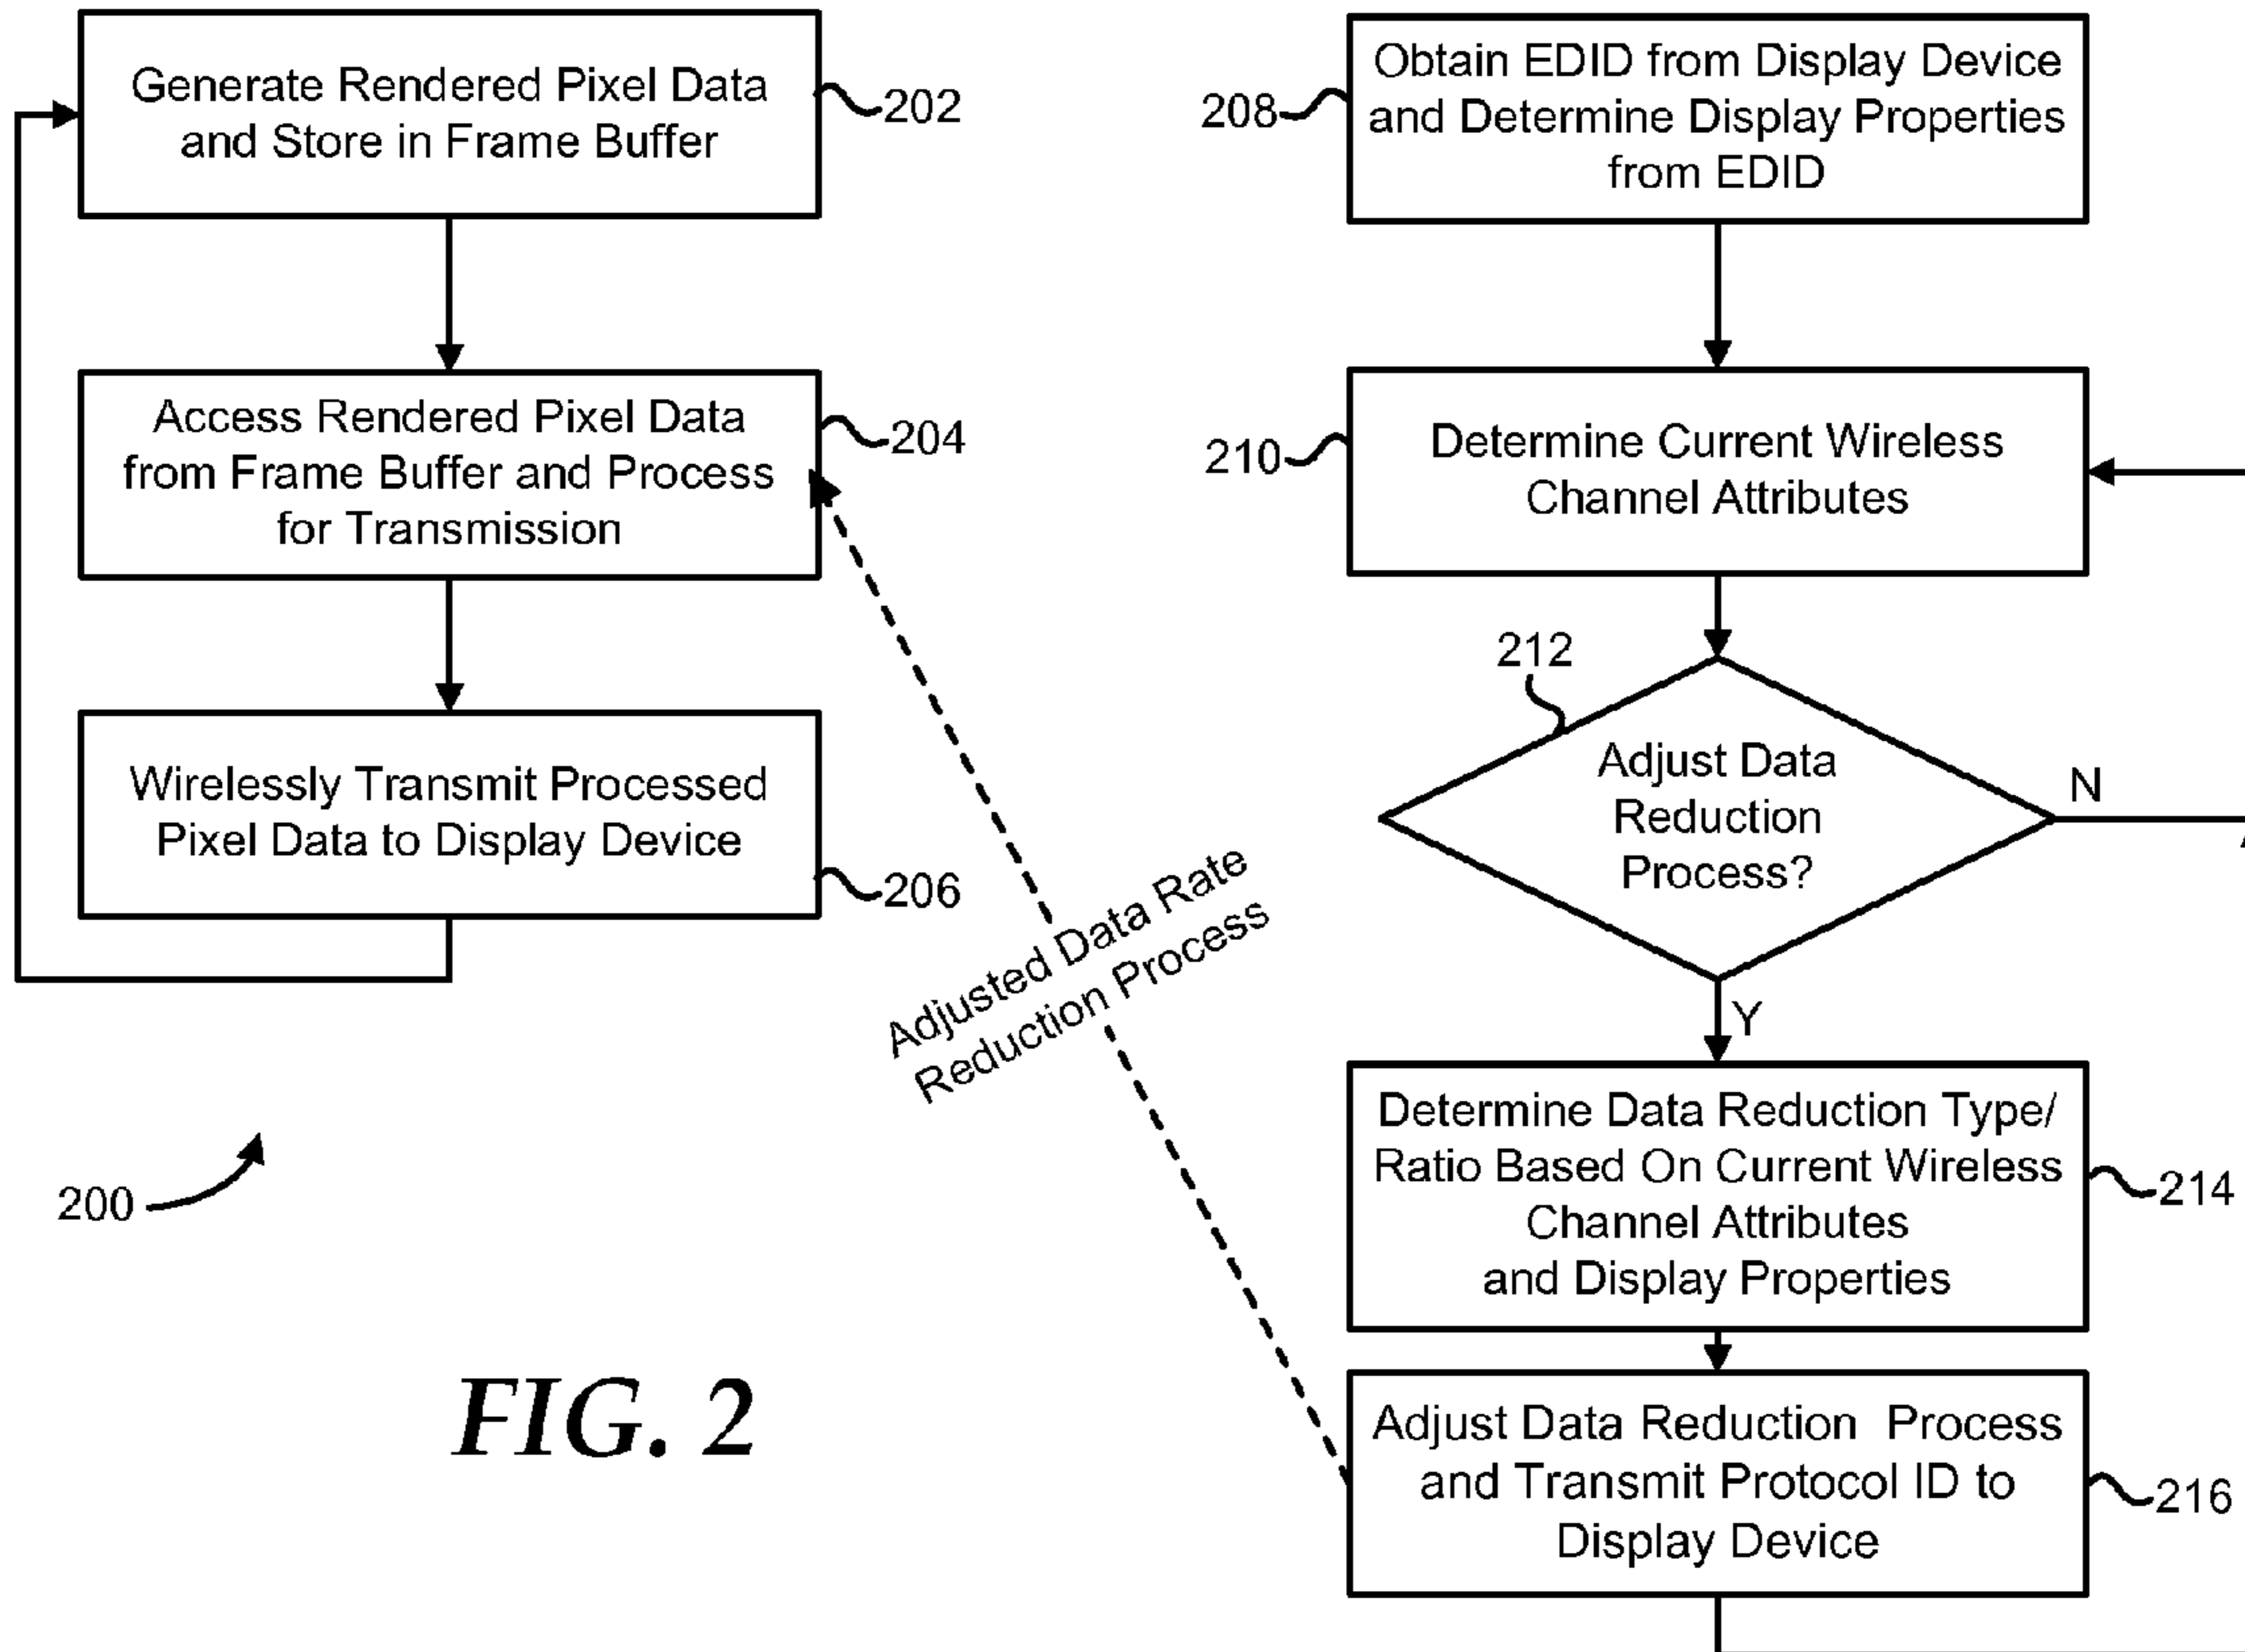 Generate Rendered Pixel Data
and Store in Frame Buffer
202
Access Rendered Pixel Data
from Frame Buffer and Process
for Transmission
204
Wirelessly Transmit Processed
Pixel Data to Display Device
206
Adjusted Data Rate
Reduction Process
200
FIG. 2
Obtain EDID from Display Device
and Determine Display Properties
from EDID
208
Determine Current Wireless
Channel Attributes
210
212
Adjust Data
Reduction
Process?
N
Y
Determine Data Reduction Type/
Ratio Based On Current Wireless
Channel Attributes
and Display Properties
214
Adjust Data Reduction Process
and Transmit Protocol ID to
Display Device
216